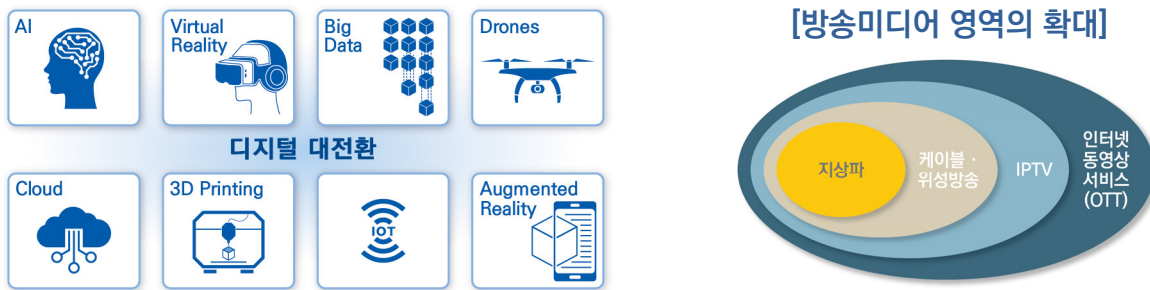 AI
Virtual
Reality
Big
Data
Drones
디지털 대전환
Cloud
3D Printing
IOT
Augmented
Reality
[방송미디어 영역의 확대]
지상파
케이블 ·
위성방송
IPTV
인터넷
동영상
서비스
(OTT)